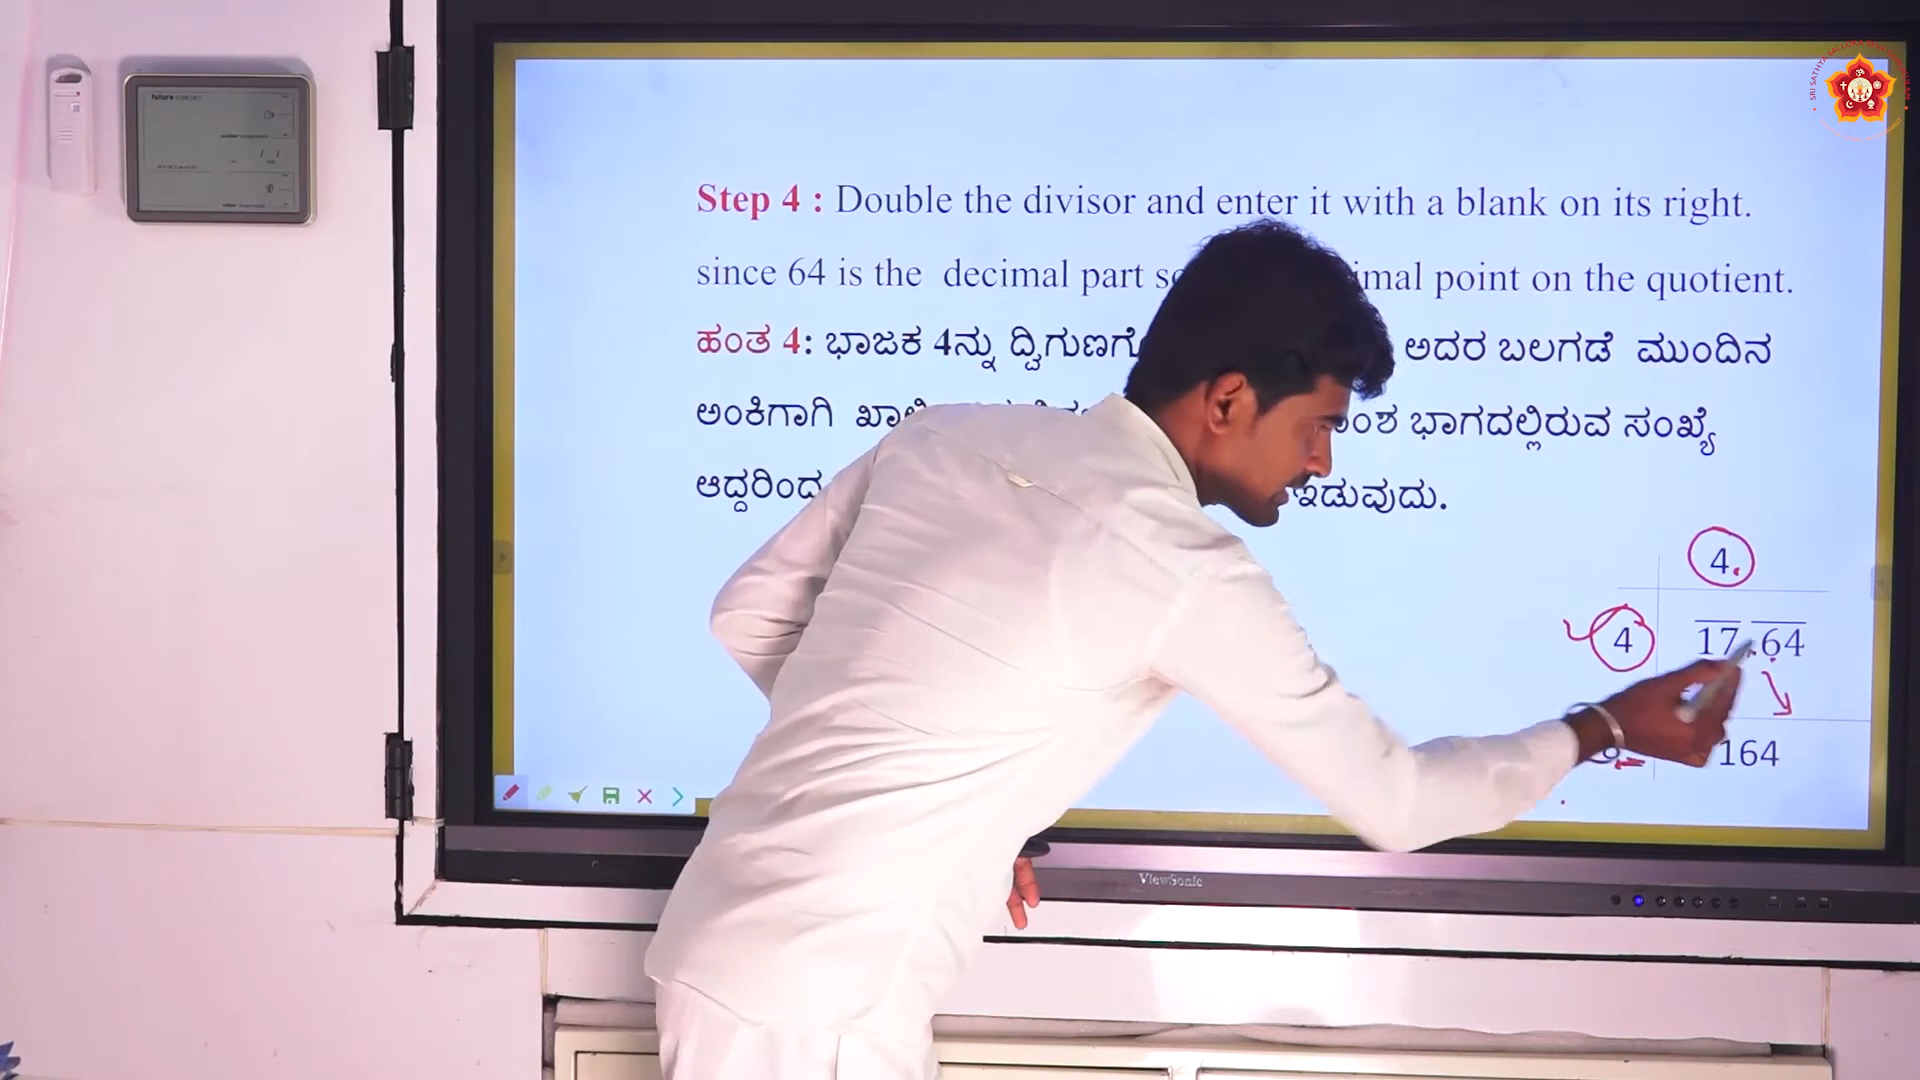 Step 4 : Double the divisor and enter it with a blank on its right.
since 64 is the decimal part point on the quotient.
ಹಂತ 4: ಭಾಜಕ 4ನ್ನು ಅದರ ಬಲಗಡೆ ಮುಂದಿನ
ಅಂಕಿಗಾಗಿ ಭಾಗದಲ್ಲಿರುವ ಸಂಖ್ಯೆ
ಆದ್ದರಿಂದ ಇಡುವುದು.
4.
4 17.64
164
ViewSonic